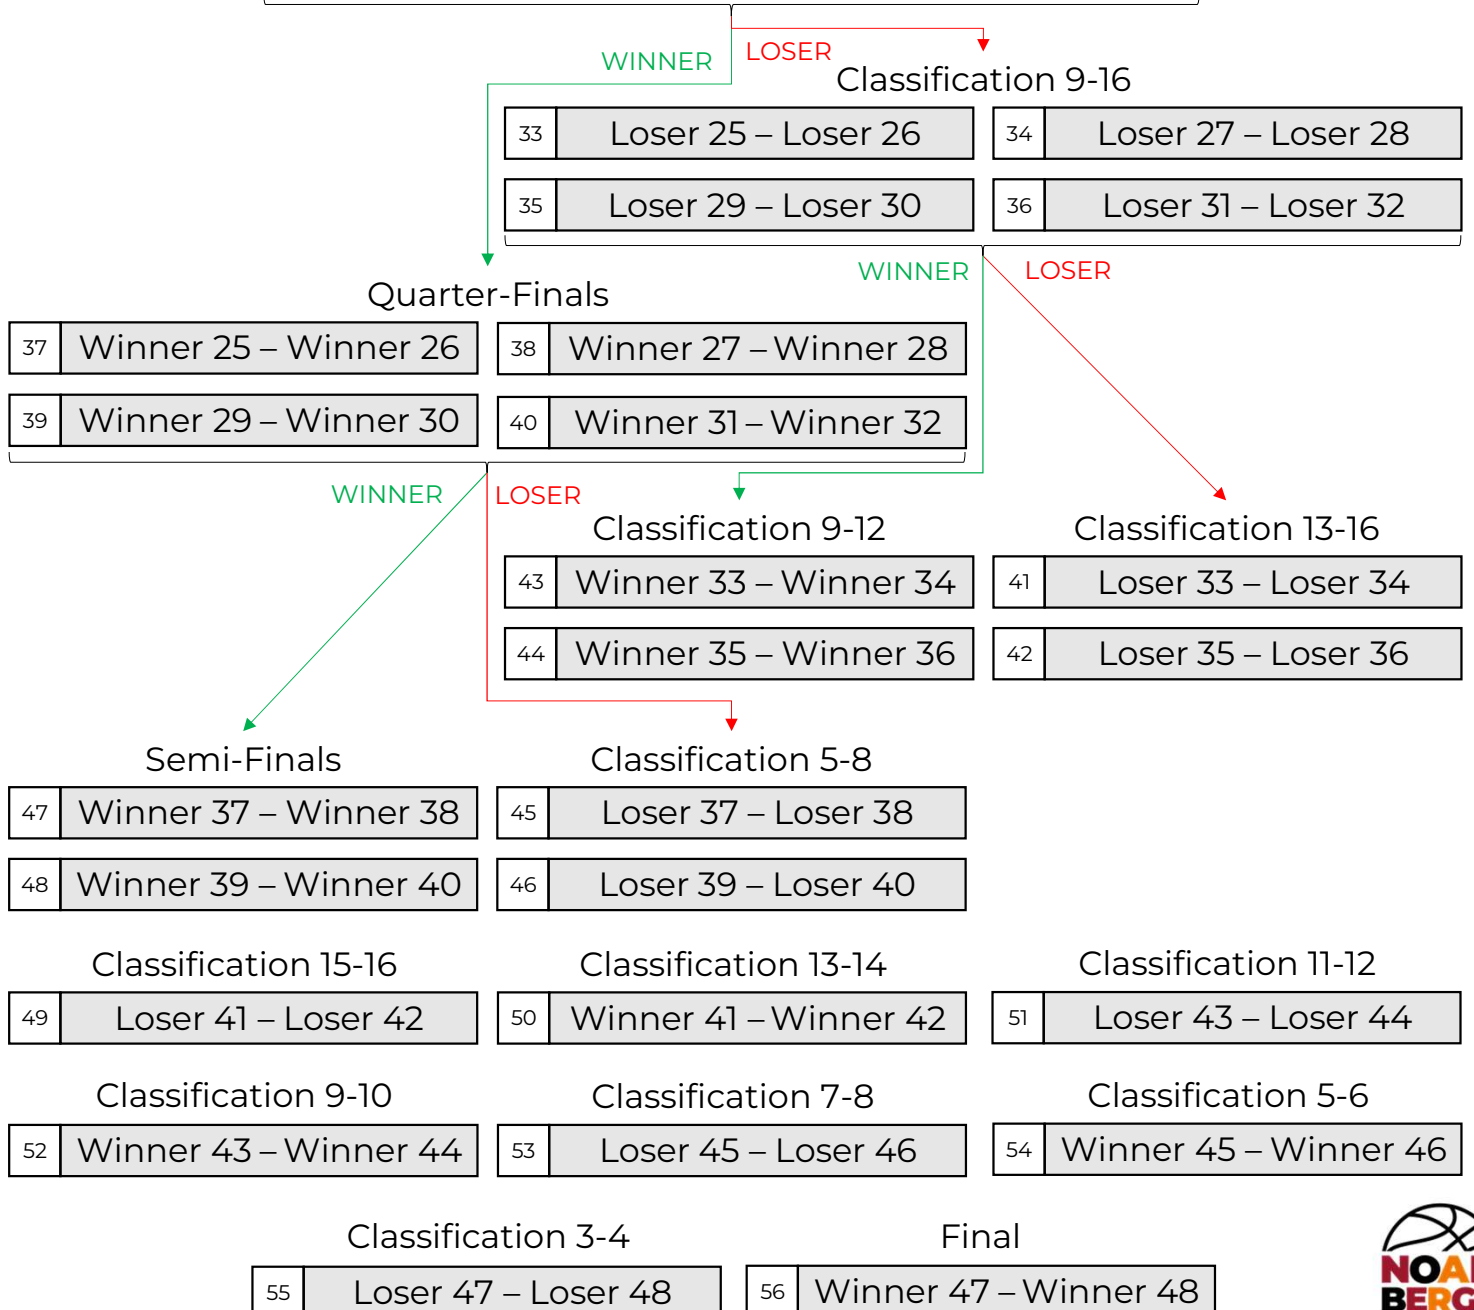 WINNER LOSER
Classification 9-16
33 Loser 25 – Loser 26 34 Loser 27 – Loser 28
35 Loser 29 – Loser 30 36 Loser 31 – Loser 32
WINNER LOSER
Quarter-Finals
37 Winner 25 – Winner 26 38 Winner 27 – Winner 28
39 Winner 29 – Winner 30 40 Winner 31 – Winner 32
WINNER LOSER
Classification 9-12 Classification 13-16
43 Winner 33 – Winner 34 41 Loser 33 – Loser 34
44 Winner 35 – Winner 36 42 Loser 35 – Loser 36
Semi-Finals Classification 5-8
47 Winner 37 – Winner 38 45 Loser 37 – Loser 38
48 Winner 39 – Winner 40 46 Loser 39 – Loser 40
Classification 15-16 Classification 13-14 Classification 11-12
49 Loser 41 – Loser 42 50 Winner 41 – Winner 42 51 Loser 43 – Loser 44
Classification 9-10 Classification 7-8 Classification 5-6
52 Winner 43 – Winner 44 53 Loser 45 – Loser 46 54 Winner 45 – Winner 46
Classification 3-4 Final
55 Loser 47 – Loser 48 56 Winner 47 – Winner 48